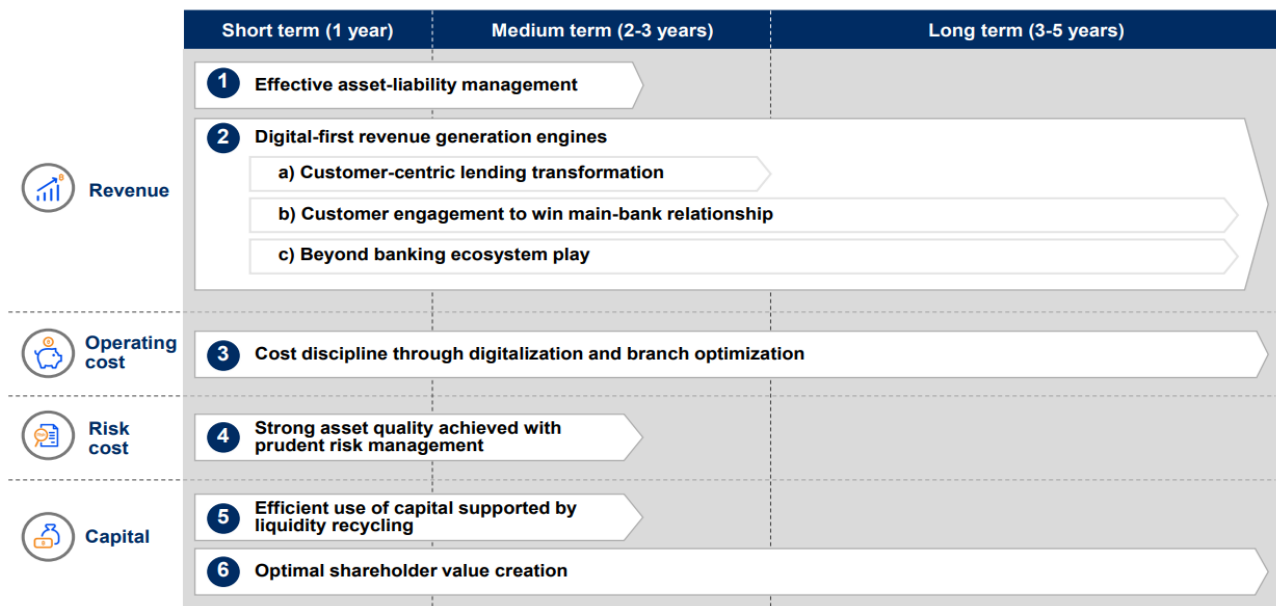 Short term (1 year) Medium term (2-3 years) Long term (3-5 years)
Revenue
1 Effective asset-liability management
2 Digital-first revenue generation engines
a) Customer-centric lending transformation
b) Customer engagement to win main-bank relationship
c) Beyond banking ecosystem play
Operating
cost
3 Cost discipline through digitalization and branch optimization
Risk
cost
4 Strong asset quality achieved with
prudent risk management
Capital
5 Efficient use of capital supported by
liquidity recycling
6 Optimal shareholder value creation